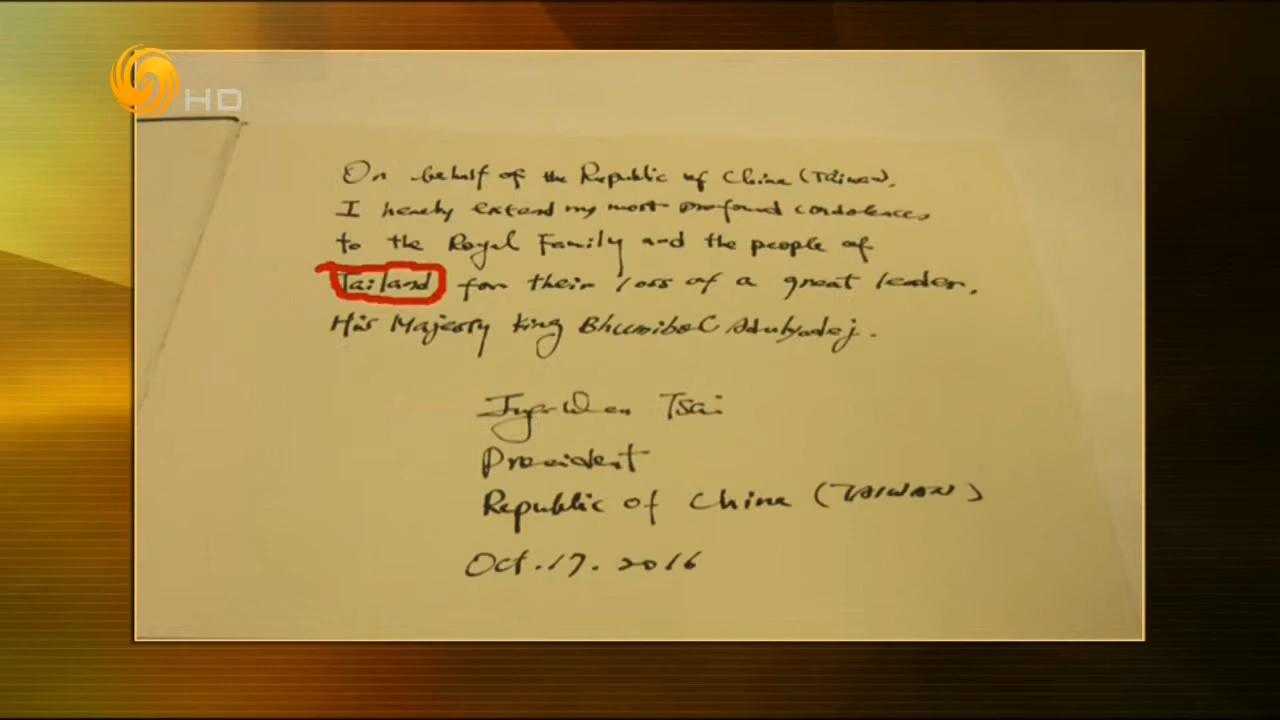 HD
On behalf of the Republic of China (Taiwan),
I hereby extend my most profound condolences
to the Royal Family and the people of
Tailand for their loss of a great leader,
His Majesty King Bhumibol Adulyadej.
Ing-Wen Tsai
President
Republic of China (TAIWAN)
Oct. 17. 2016